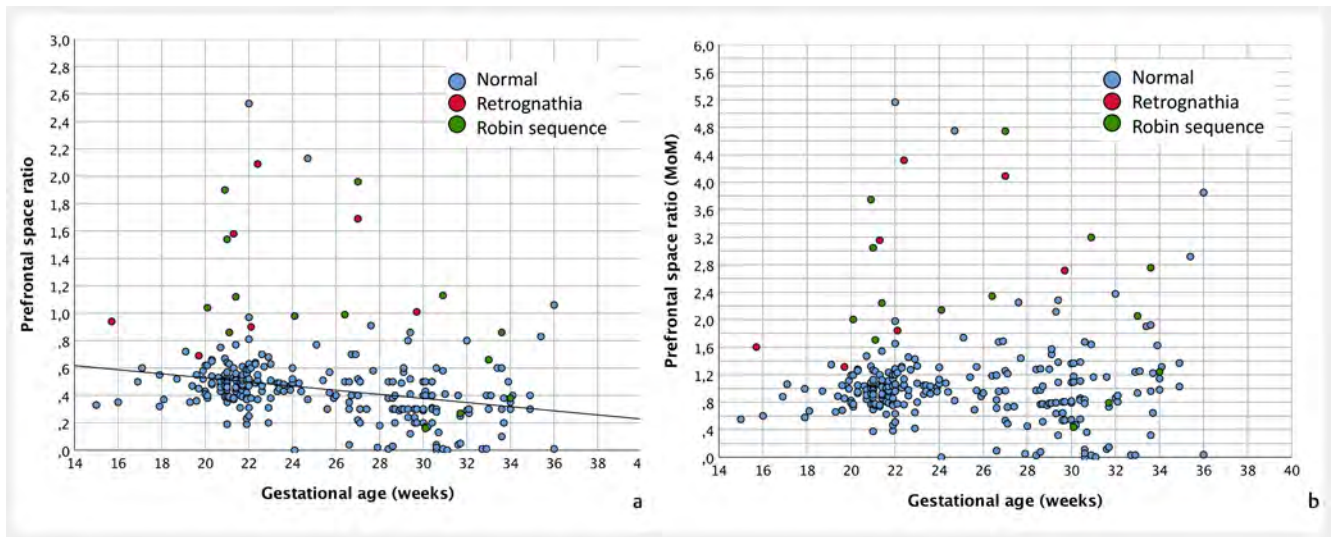 3,0
2,8
2,6
2,4
2,2
2,0
1,8
1,6
1,4
1,2
1,0
,8
,6
,4
,2
,0
Prefrontal space ratio
Normal
Retrognathia
Robin sequence
14 16 18 20 22 24 26 28 30 32 34 36 38
Gestational age (weeks)
a
6,0
5,6
5,2
4,8
4,4
4,0
3,6
3,2
2,8
2,4
2,0
1,6
1,2
,8
,4
,0
Prefrontal space ratio (MoM)
Normal
Retrognathia
Robin sequence
14 16 18 20 22 24 26 28 30 32 34 36 38 40
Gestational age (weeks)
b